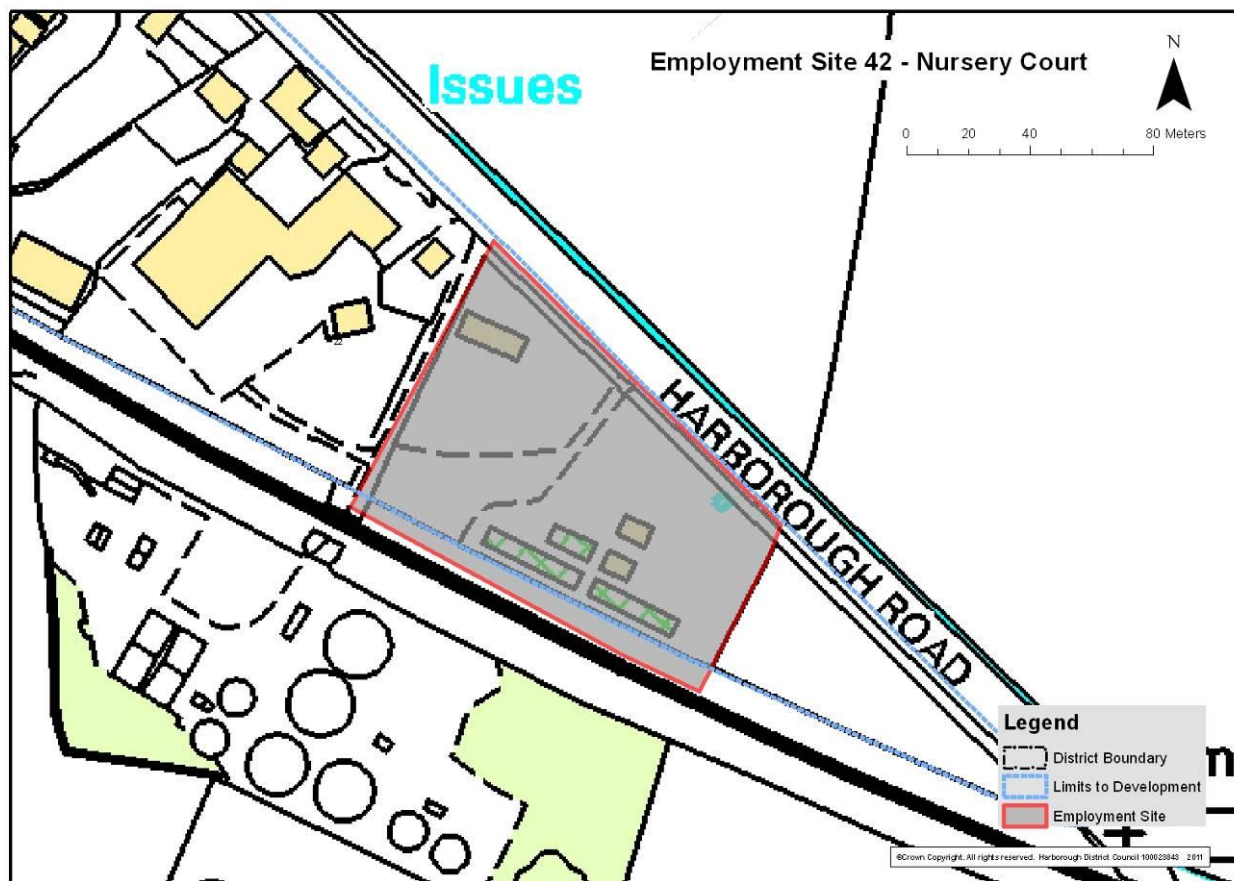 Employment Site 42 - Nursery Court
N
0 20 40 80 Meters
Issues
22
HARBOROUGH ROAD
Legend
District Boundary
Limits to Development
Employment Site
©Crown Copyright. All rights reserved. Harborough District Council 100023843 2011